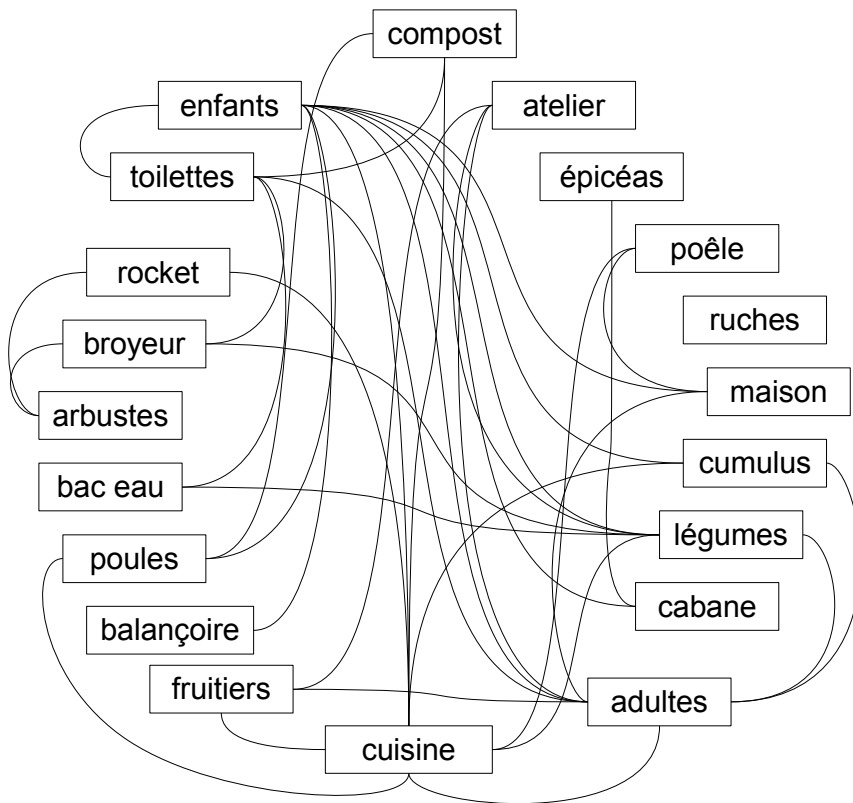 compost
enfants
atelier
toilettes
épicéas
poêle
rocket
ruches
broyeur
maison
arbustes
cumulus
bac eau
légumes
poules
cabane
balançoire
fruitiers
adultes
cuisine